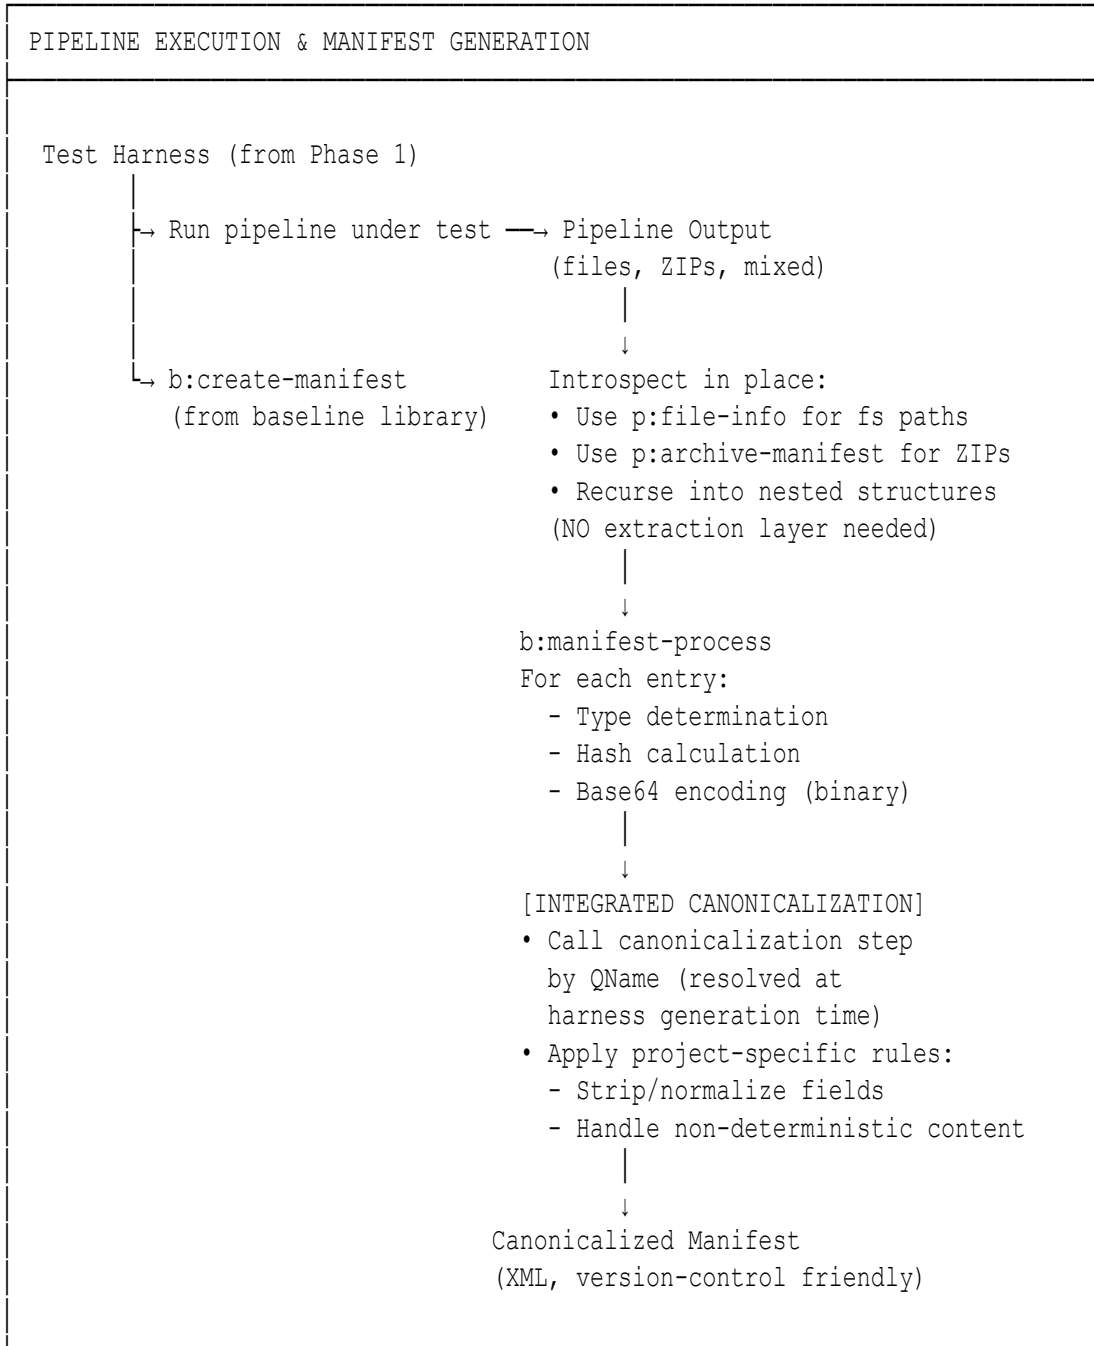 PIPELINE EXECUTION & MANIFEST GENERATION
Test Harness (from Phase 1)
→ Run pipeline under test ──→ Pipeline Output
(files, ZIPs, mixed)
↓
→ b:create-manifest Introspect in place:
(from baseline library) • Use p:file-info for fs paths
• Use p:archive-manifest for ZIPs
• Recurse into nested structures
(NO extraction layer needed)
↓
b:manifest-process
For each entry:
- Type determination
- Hash calculation
- Base64 encoding (binary)
↓
[INTEGRATED CANONICALIZATION]
• Call canonicalization step
by QName (resolved at
harness generation time)
• Apply project-specific rules:
- Strip/normalize fields
- Handle non-deterministic content
↓
Canonicalized Manifest
(XML, version-control friendly)